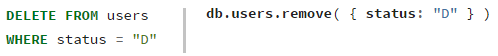 DELETE FROM users
WHERE status = "D"
db.users.remove( { status: "D" } )